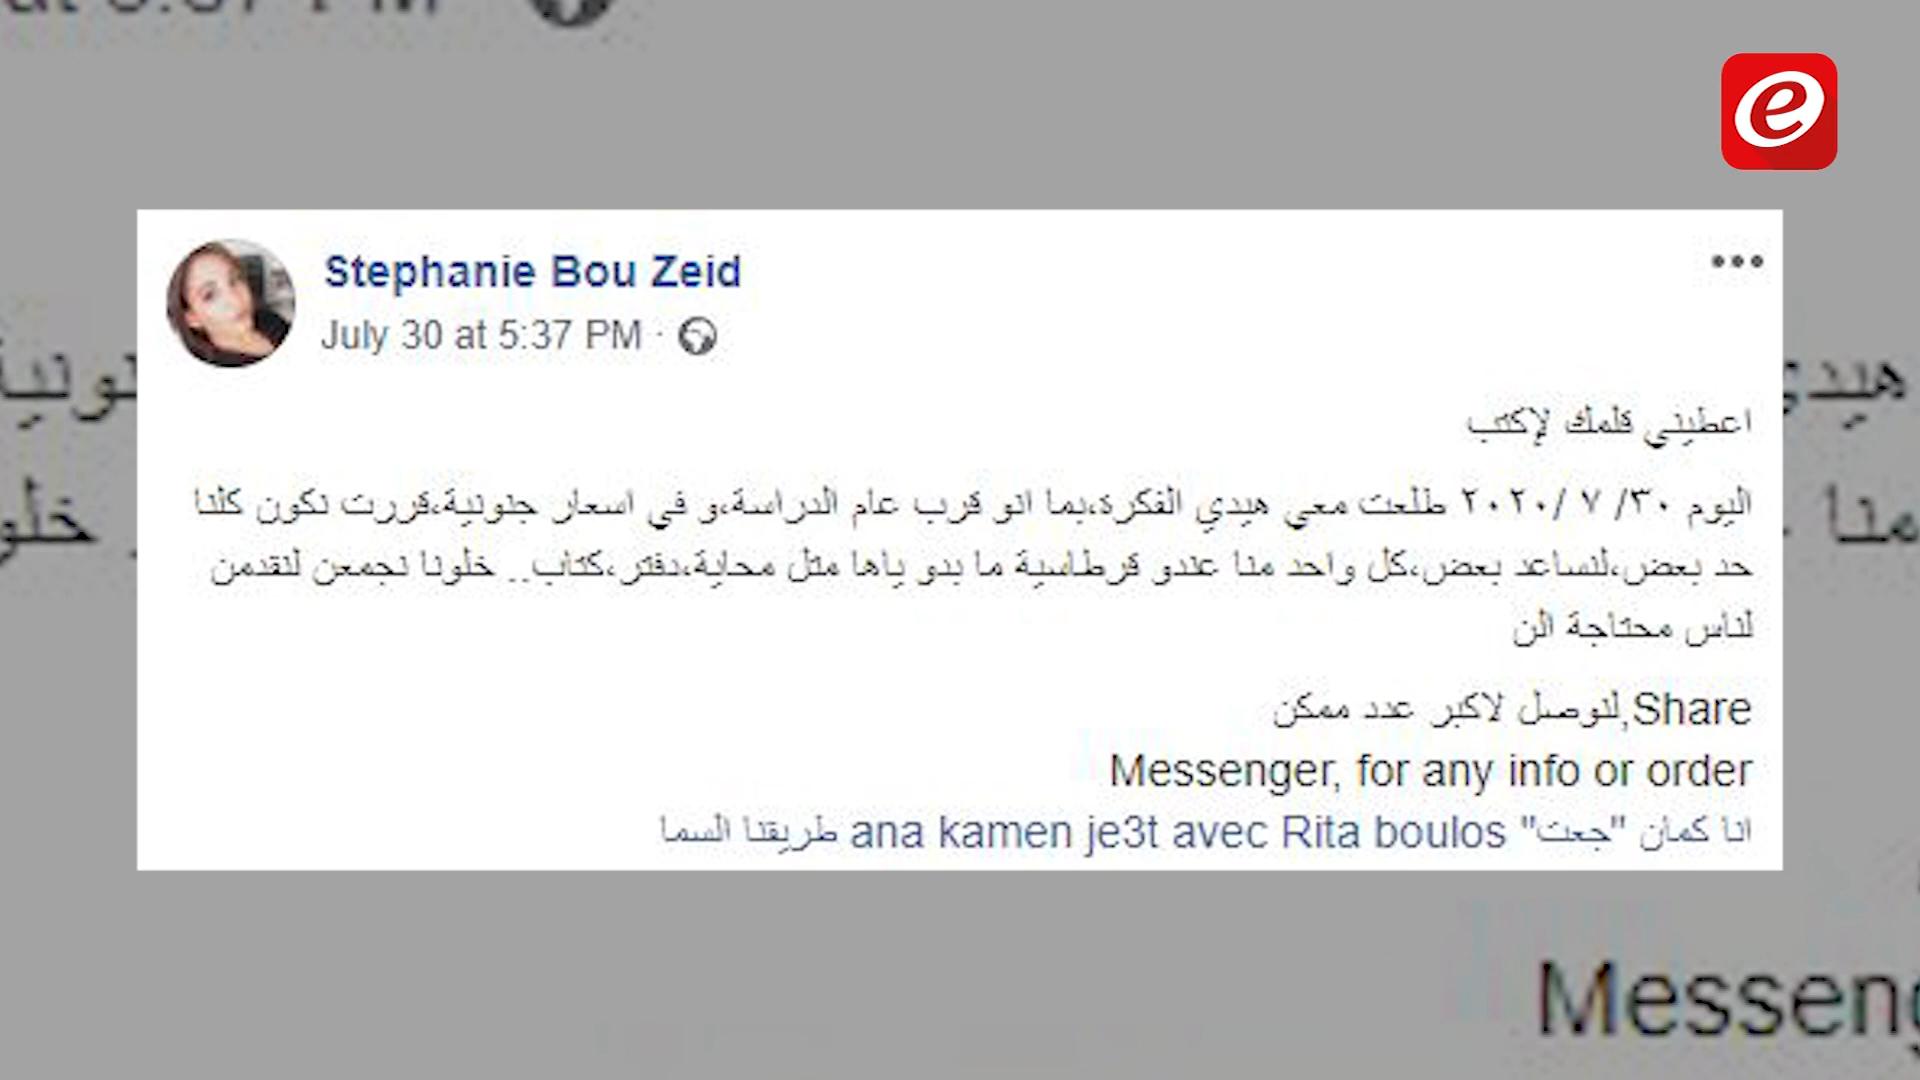 Stephanie Bou Zeid
July 30 at 5:37 PM ·
اعطيني قلمك لإكتب
اليوم ٣٠/ ٧ /٢٠٢٠ طلعت معي هيدي الفكرة،بما انو قرب عام الدراسة،و في اسعار جنونية،قررت نكون كلنا
حد بعض،لنساعد بعض،كل واحد منا عندو قرطاسية ما بدو ياها مثل محاية،دفتر،كتاب.. خلونا نجمعن لنقدمن
لناس محتاجة الن
Share,لنوصل لاكبر عدد ممكن
Messenger, for any info or order
انا كمان "جعت" ana kamen je3t avec Rita boulos طريقنا السما